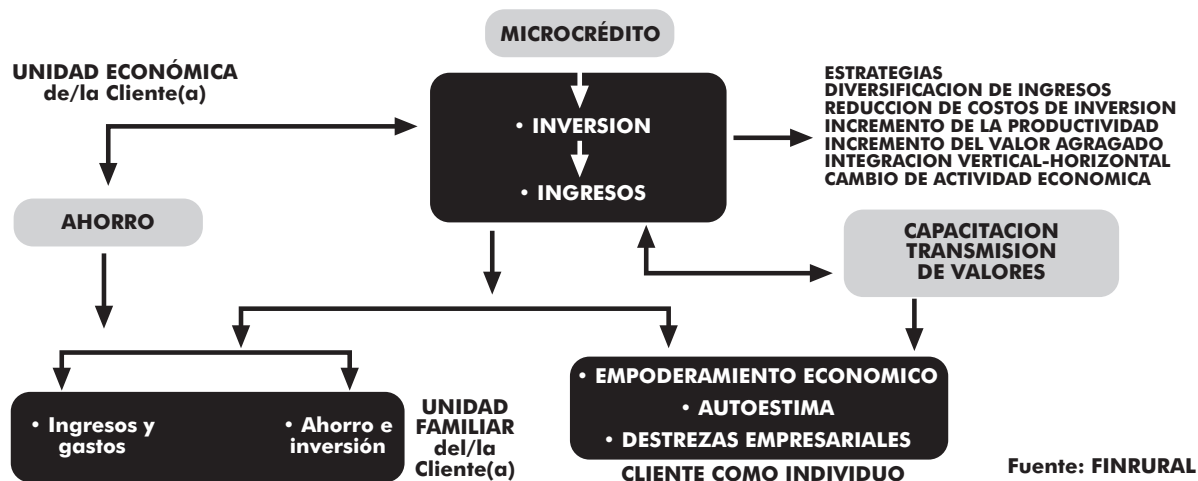 MICROCRÉDITO
UNIDAD ECONÓMICA
de/la Cliente(a)
• INVERSION
• INGRESOS
ESTRATEGIAS
DIVERSIFICACION DE INGRESOS
REDUCCION DE COSTOS DE INVERSION
INCREMENTO DE LA PRODUCTIVIDAD
INCREMENTO DEL VALOR AGRAGADO
INTEGRACION VERTICAL-HORIZONTAL
CAMBIO DE ACTIVIDAD ECONOMICA
AHORRO
CAPACITACION
TRANSMISION
DE VALORES
• Ingresos y
gastos
• Ahorro e
inversión
UNIDAD
FAMILIAR
del/la
Cliente(a)
• EMPODERAMIENTO ECONOMICO
• AUTOESTIMA
• DESTREZAS EMPRESARIALES
CLIENTE COMO INDIVIDUO
Fuente: FINRURAL